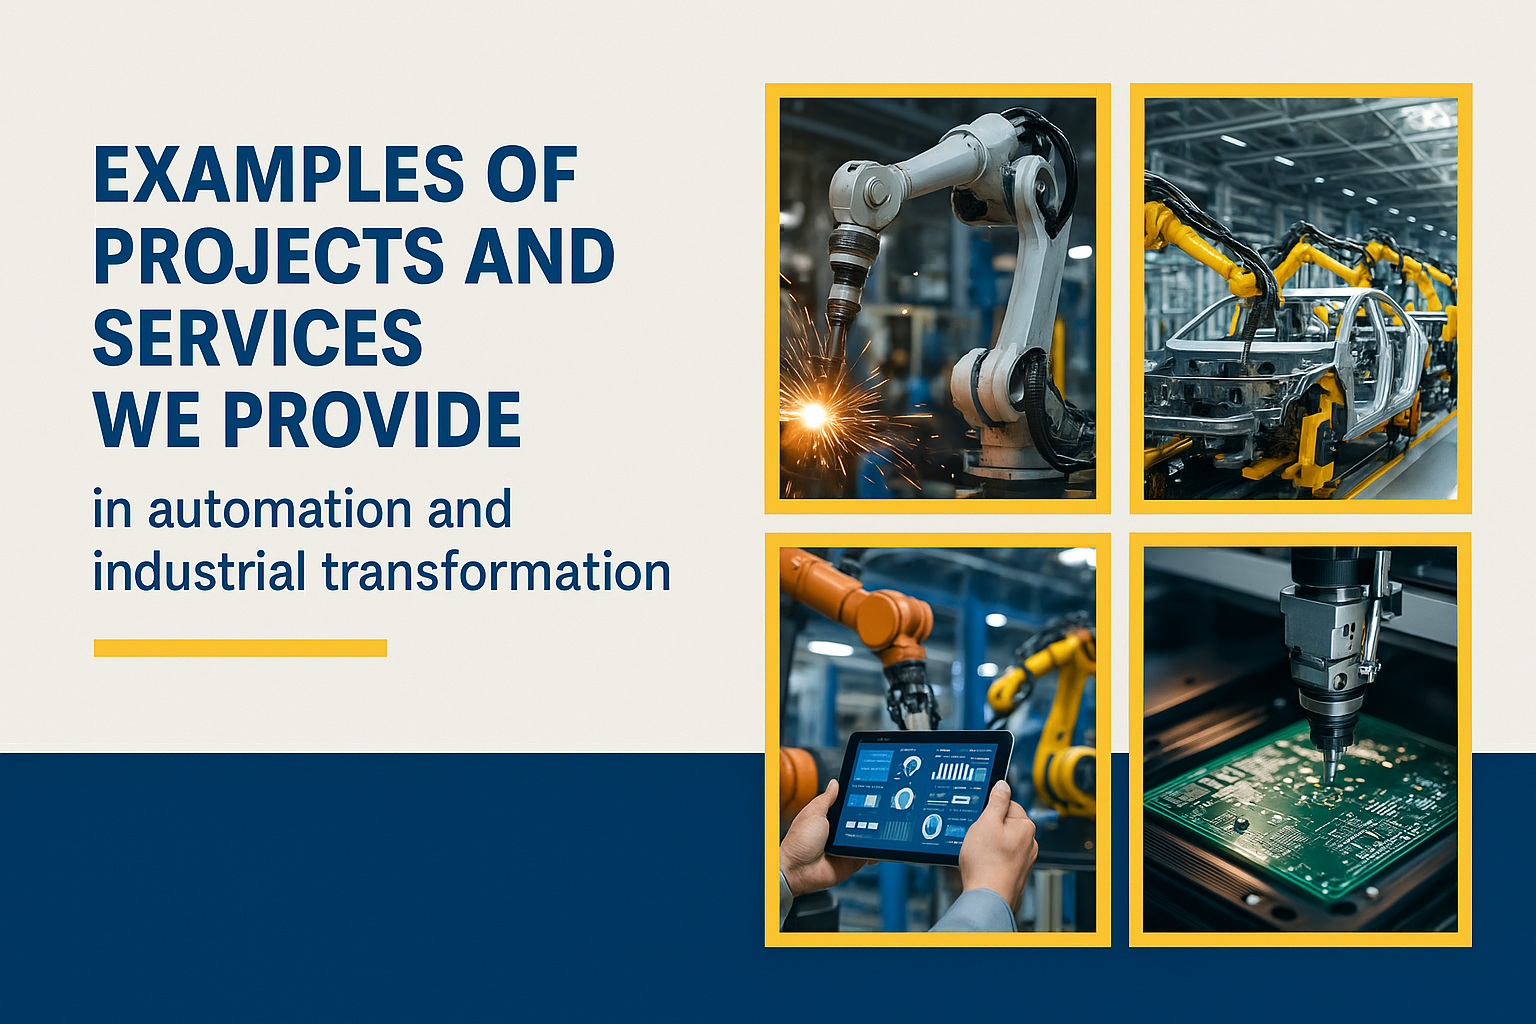 EXAMPLES OF
PROJECTS AND
SERVICES
WE PROVIDE
in automation and
industrial transformation